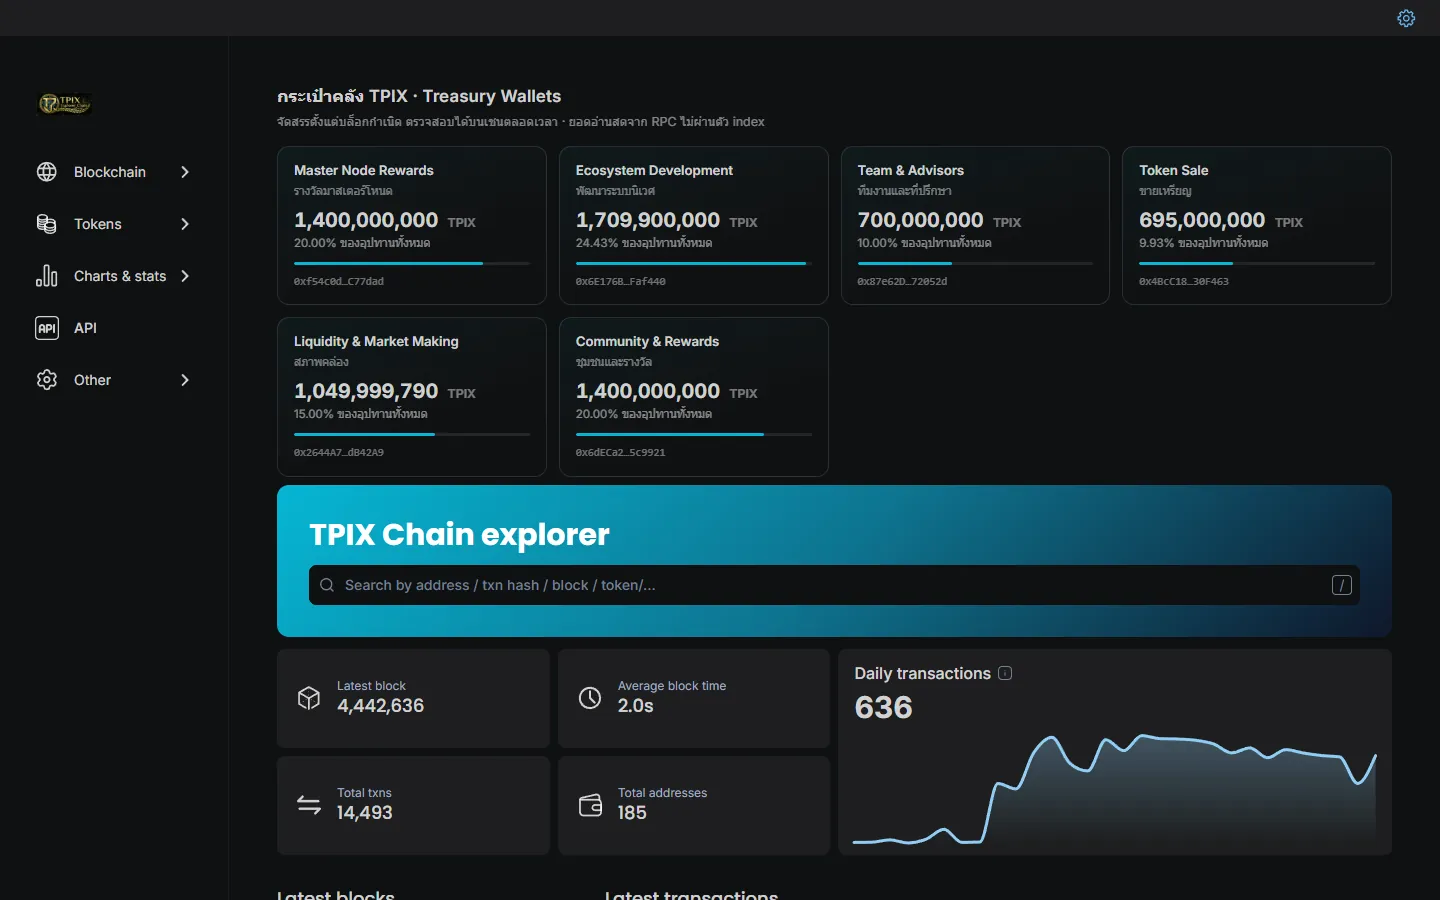 TPIX
Blockchain
Tokens
Charts & stats
API
API
Other
กระเป๋าคลัง TPIX · Treasury Wallets
จัดสรรตั้งแต่บล็อกกำเนิด ตรวจสอบได้บนเชนตลอดเวลา · ยอดอ่านสดจาก RPC ไม่ผ่านตัว index
Master Node Rewards
รางวัลมาสเตอร์โหนด
1,400,000,000 TPIX
20.00% ของอุปทานทั้งหมด
0xf54c0d…C77dad
Ecosystem Development
พัฒนาระบบนิเวศ
1,709,900,000 TPIX
24.43% ของอุปทานทั้งหมด
0x6E176B…Faf440
Team & Advisors
ทีมงานและที่ปรึกษา
700,000,000 TPIX
10.00% ของอุปทานทั้งหมด
0x87e62D…72052d
Token Sale
ขายเหรียญ
695,000,000 TPIX
9.93% ของอุปทานทั้งหมด
0x4BcC18…30F463
Liquidity & Market Making
สภาพคล่อง
1,049,999,790 TPIX
15.00% ของอุปทานทั้งหมด
0x2644A7…dB42A9
Community & Rewards
ชุมชนและรางวัล
1,400,000,000 TPIX
20.00% ของอุปทานทั้งหมด
0x6dECa2…5c9921
TPIX Chain explorer
Search by address / txn hash / block / token/...
/
Latest block
4,442,636
Average block time
2.0s
Total txns
14,493
Total addresses
185
Daily transactions
636
Latest blocks
Latest transactions